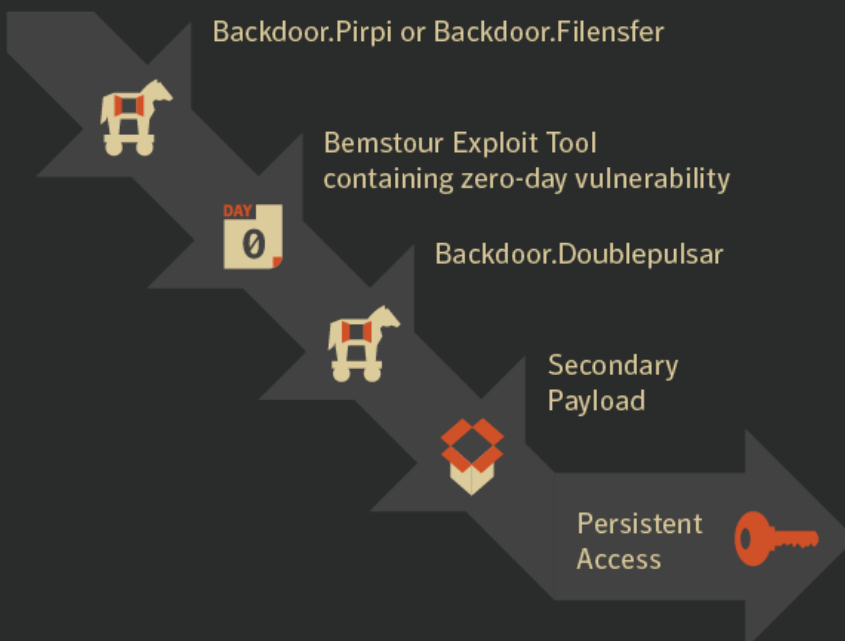 Backdoor.Pirpi or Backdoor.Filensfer
Bemstour Exploit Tool
containing zero-day vulnerability
DAY
0
Backdoor.Doublepulsar
Secondary
Payload
Persistent
Access